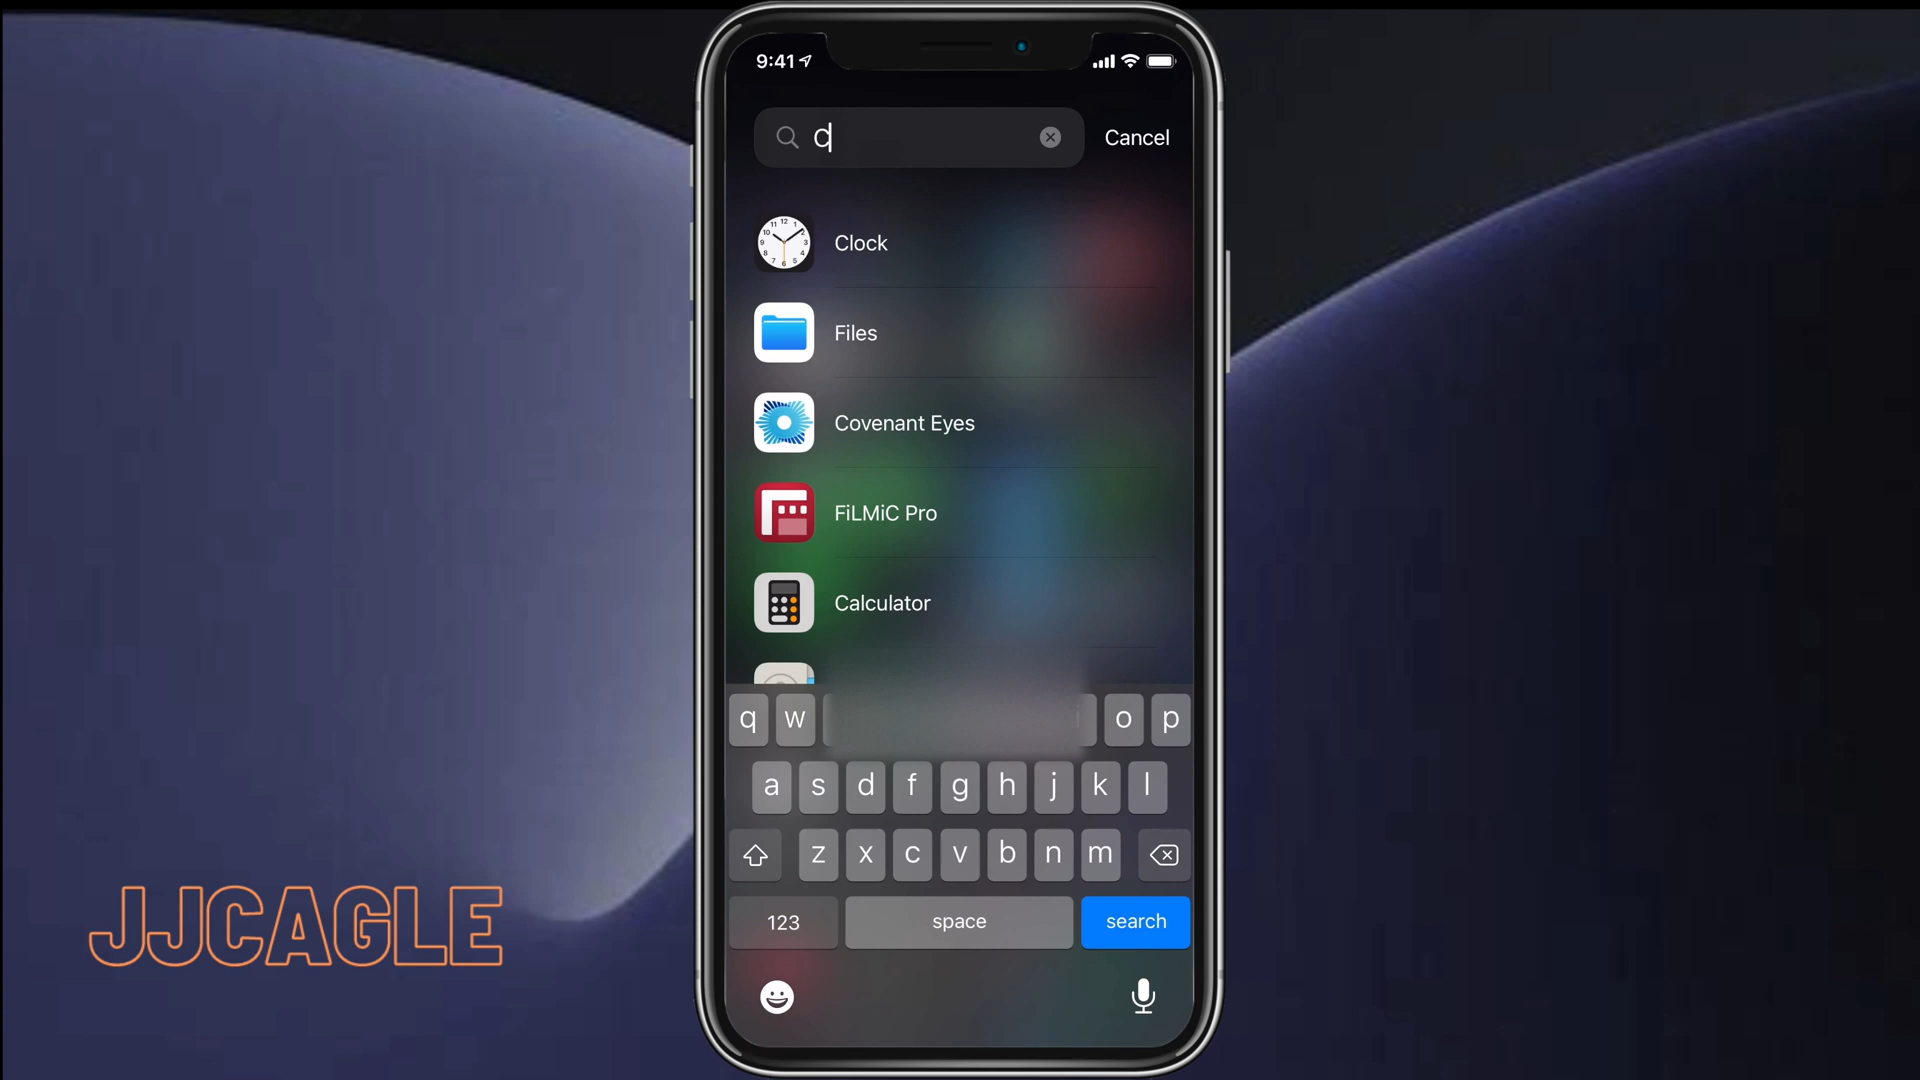 9:41
C
Cancel
Clock
Files
Covenant Eyes
FiLMiC Pro
Calculator
q w o p
a s d f g h j k l
z x c v b n m
123 space search
JJCAGLE